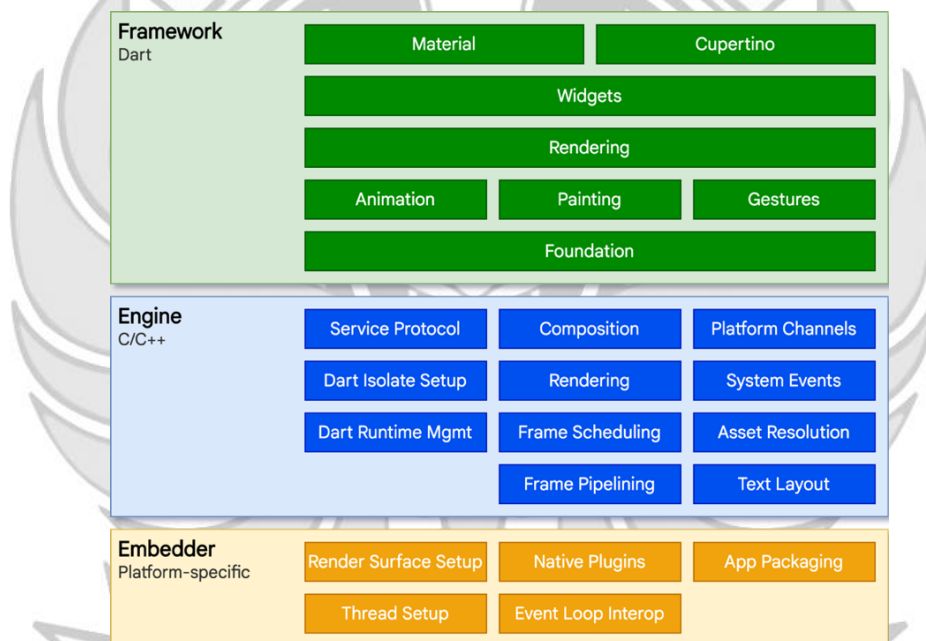 Framework
Dart
Material
Cupertino
Widgets
Rendering
Animation
Painting
Gestures
Foundation
Engine
C/C++
Service Protocol
Composition
Platform Channels
Dart Isolate Setup
Rendering
System Events
Dart Runtime Mgmt
Frame Scheduling
Asset Resolution
Frame Pipelining
Text Layout
Embedder
Platform-specific
Render Surface Setup
Native Plugins
App Packaging
Thread Setup
Event Loop Interop